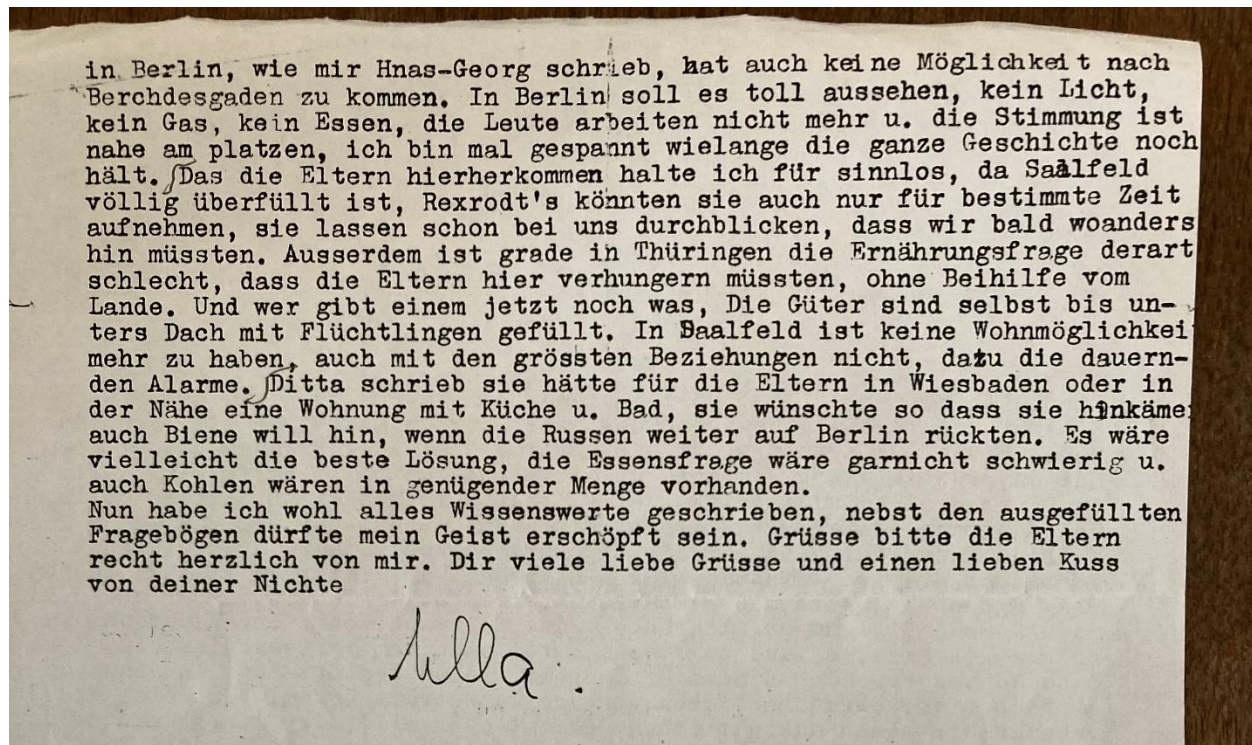 in Berlin, wie mir Hnas-Georg schrieb, hat auch keine Möglichkeit nach
Berchdesgaden zu kommen. In Berlin soll es toll aussehen, kein Licht,
kein Gas, kein Essen, die Leute arbeiten nicht mehr u. die Stimmung ist
nahe am platzen, ich bin mal gespannt wielange die ganze Geschichte noch
hält. Das die Eltern hierherkommen halte ich für sinnlos, da Saalfeld
völlig überfüllt ist, Rexrodt's könnten sie auch nur für bestimmte Zeit
aufnehmen, sie lassen schon bei uns durchblicken, dass wir bald woanders
hin müssten. Ausserdem ist grade in Thüringen die Ernährungsfrage derart
schlecht, dass die Eltern hier verhungern müssten, ohne Beihilfe vom
Lande. Und wer gibt einem jetzt noch was, Die Güter sind selbst bis un-
ters Dach mit Flüchtlingen gefüllt. In Saalfeld ist keine Wohnmöglichkei
mehr zu haben, auch mit den grössten Beziehungen nicht, dazu die dauern-
den Alarme. Ditta schrieb sie hätte für die Eltern in Wiesbaden oder in
der Nähe eine Wohnung mit Küche u. Bad, sie wünschte so dass sie hinkäme
auch Biene will hin, wenn die Russen weiter auf Berlin rückten. Es wäre
vielleicht die beste Lösung, die Essensfrage wäre garnicht schwierig u.
auch Kohlen wären in genügender Menge vorhanden.
Nun habe ich wohl alles Wissenswerte geschrieben, nebst den ausgefüllten
Fragebögen dürfte mein Geist erschöpft sein. Grüsse bitte die Eltern
recht herzlich von mir. Dir viele liebe Grüsse und einen lieben Kuss
von deiner Nichte
Ulla.